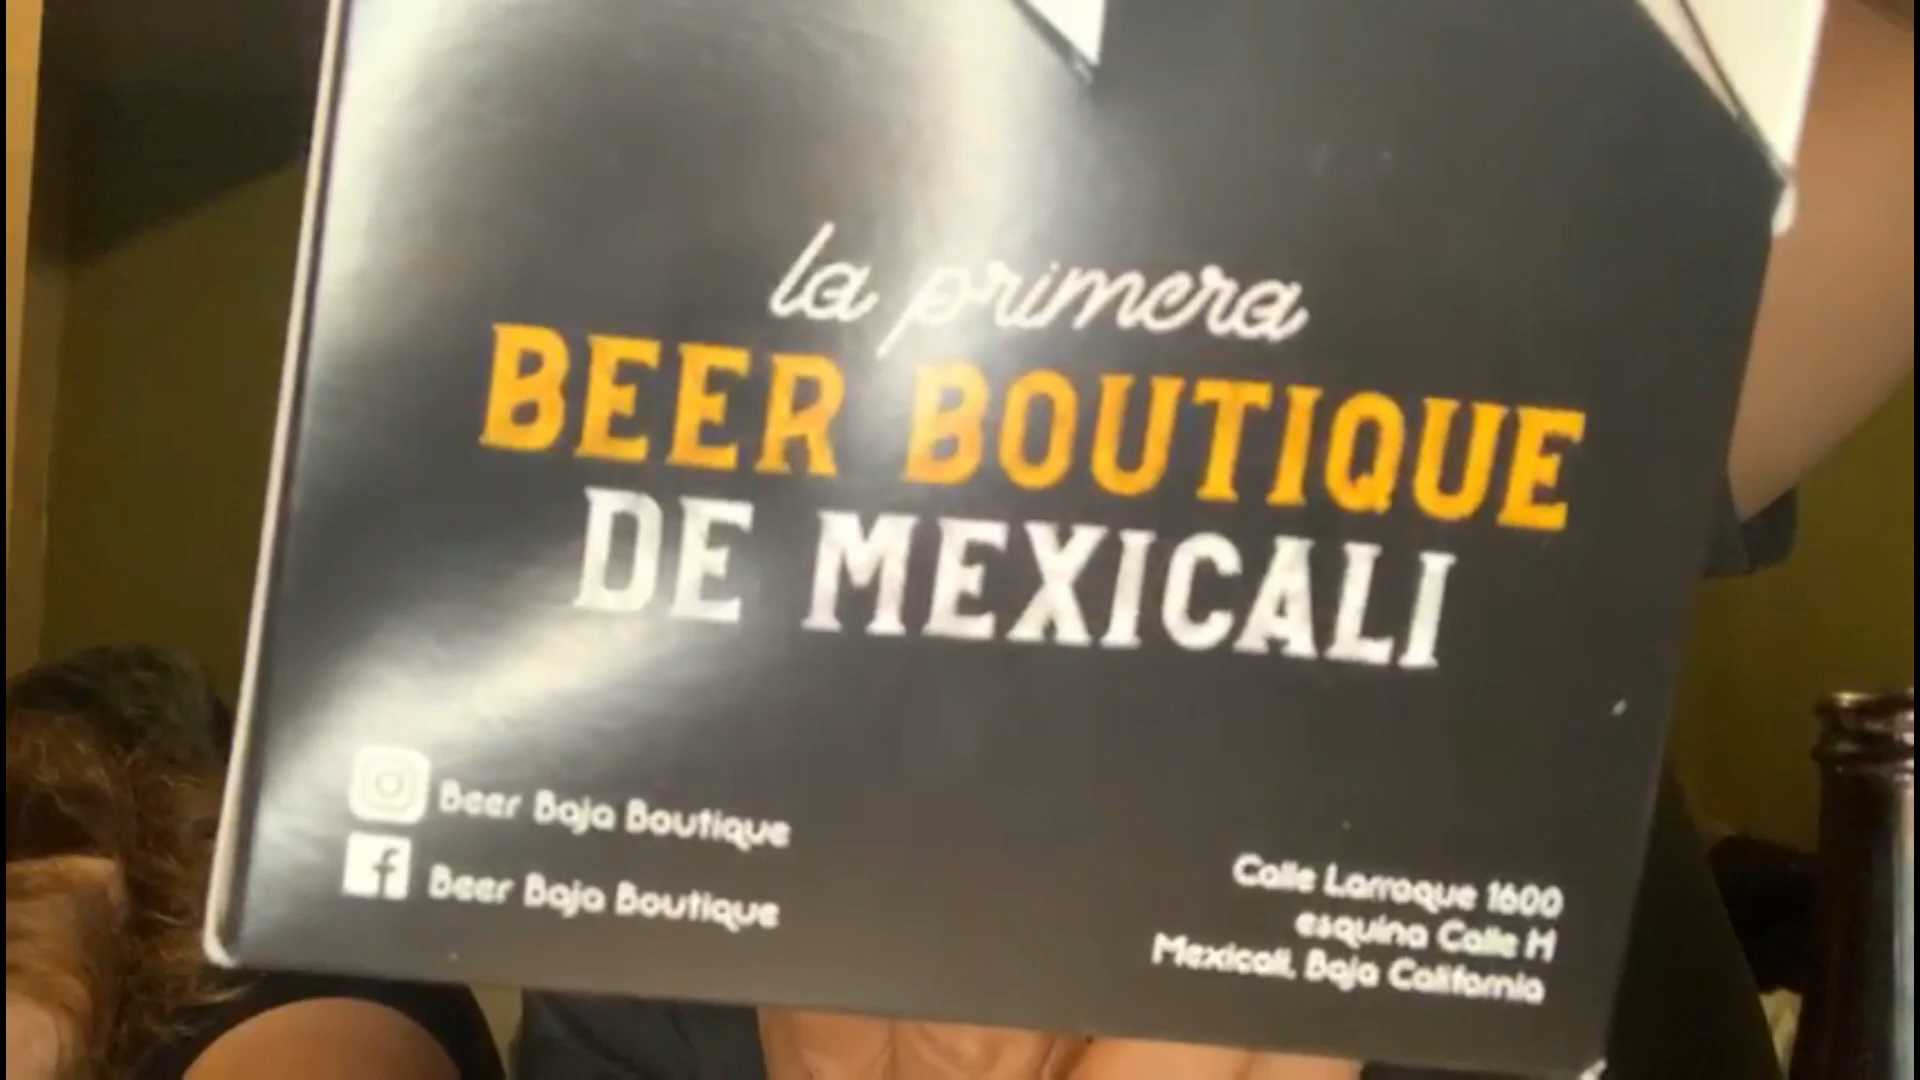 la primera
BEER BOUTIQUE
DE MEXICALI
Beer Baja Boutique
Beer Baja Boutique
Calle Larroque 1600
esquina Calle H
Mexicali, Baja California